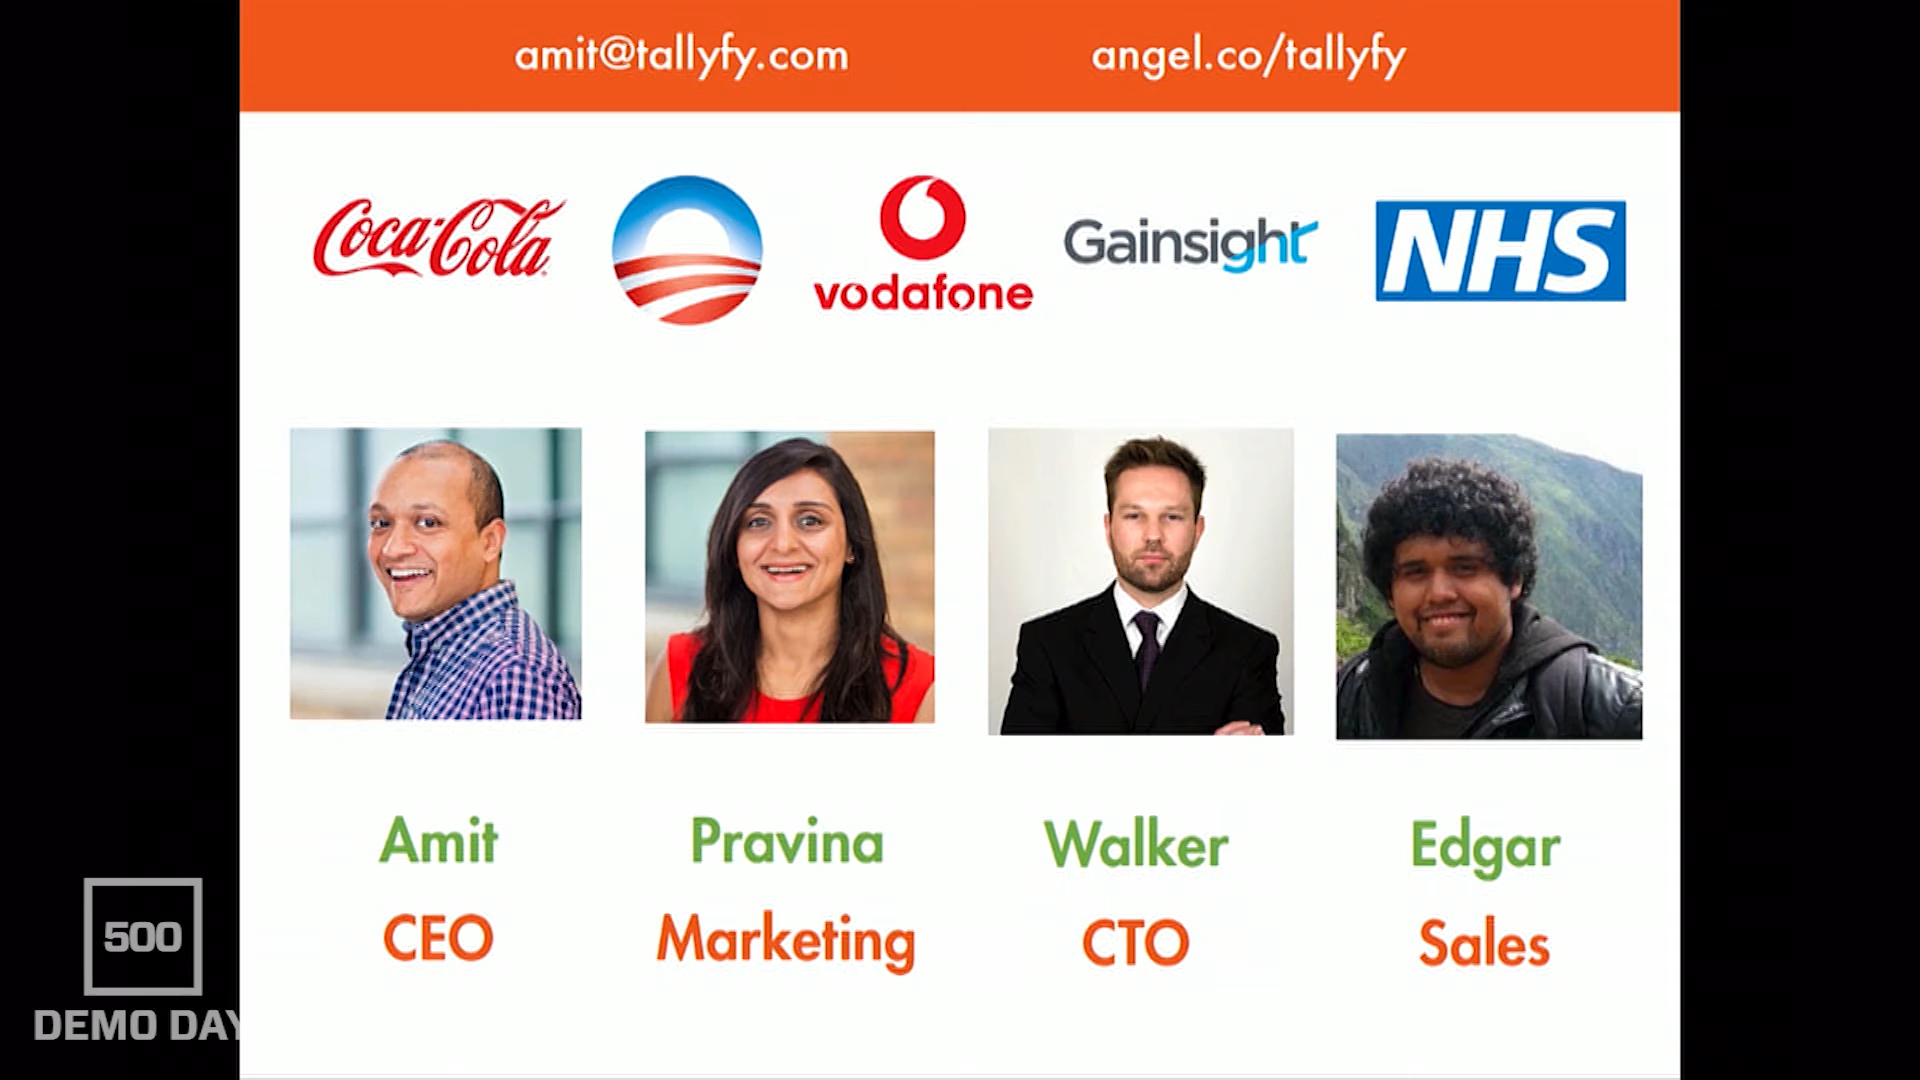 amit@tallyfy.com angel.co/tallyfy
Coca-Cola vodafone Gainsight NHS
Amit Pravina Walker Edgar
CEO Marketing CTO Sales
500
DEMO DAY